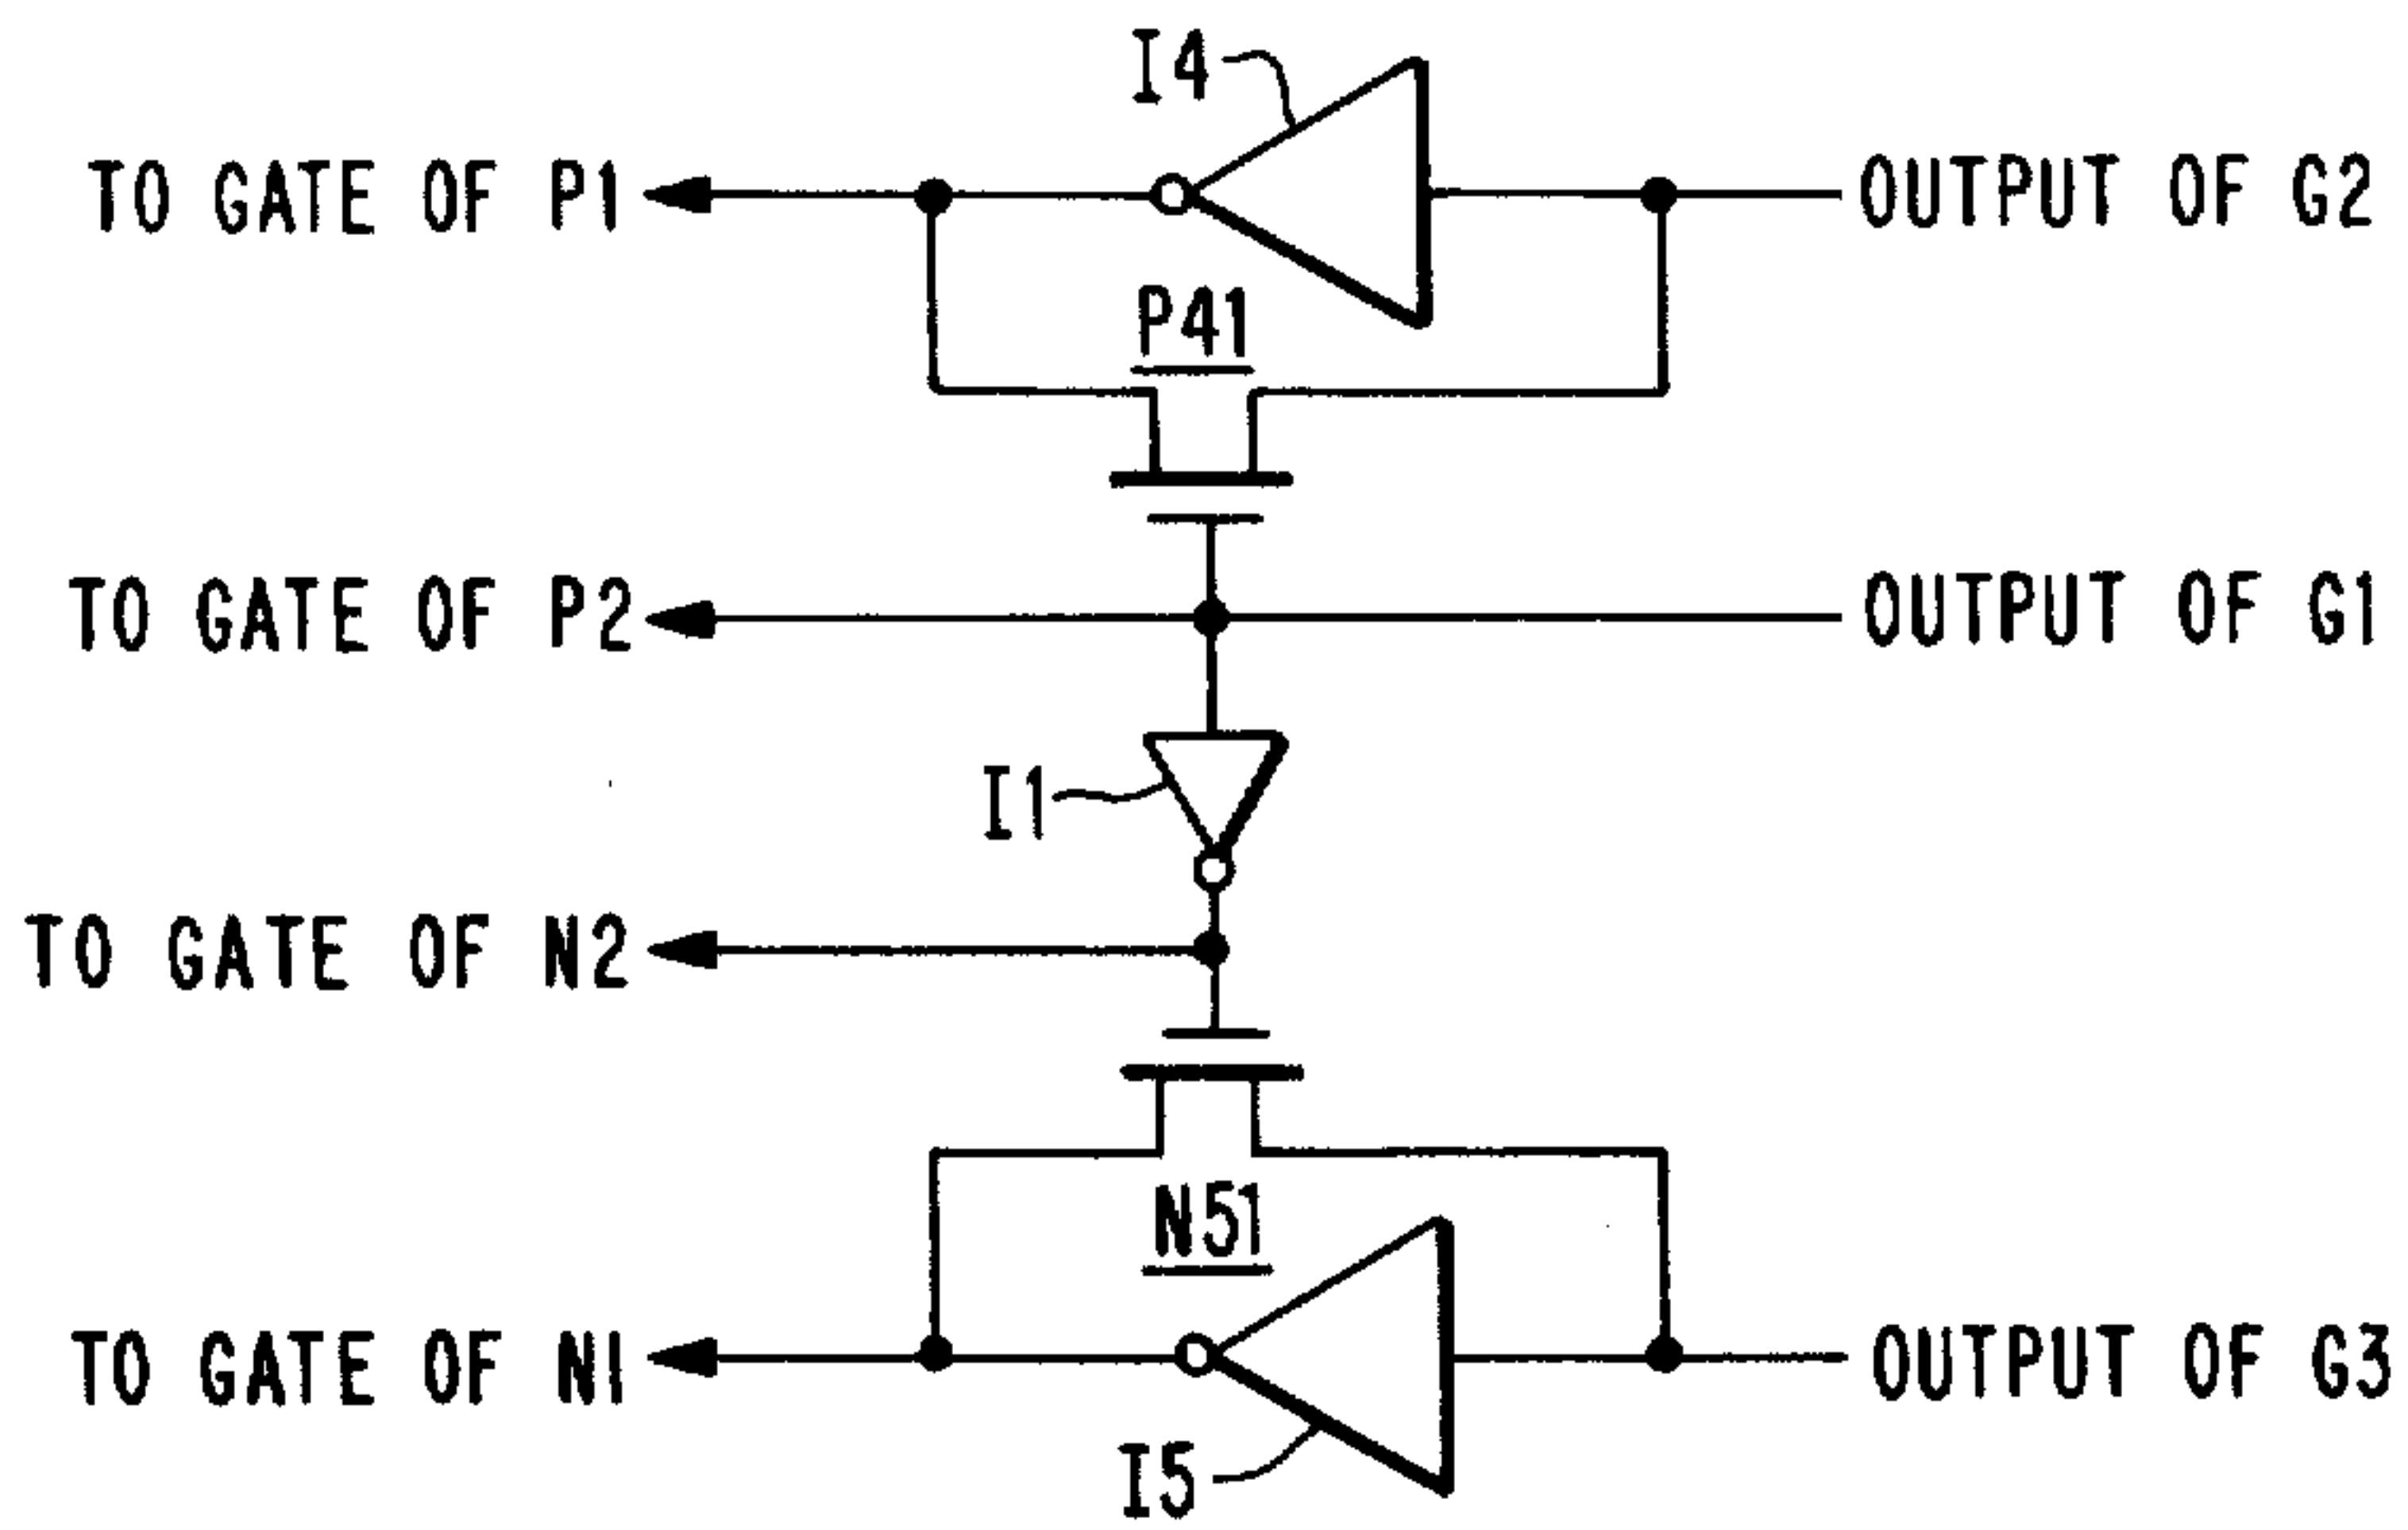 I4
TO GATE OF P1
OUTPUT OF G2
P41
TO GATE OF P2
OUTPUT OF G1
I1
TO GATE OF N2
N51
TO GATE OF N1
OUTPUT OF G3
I5